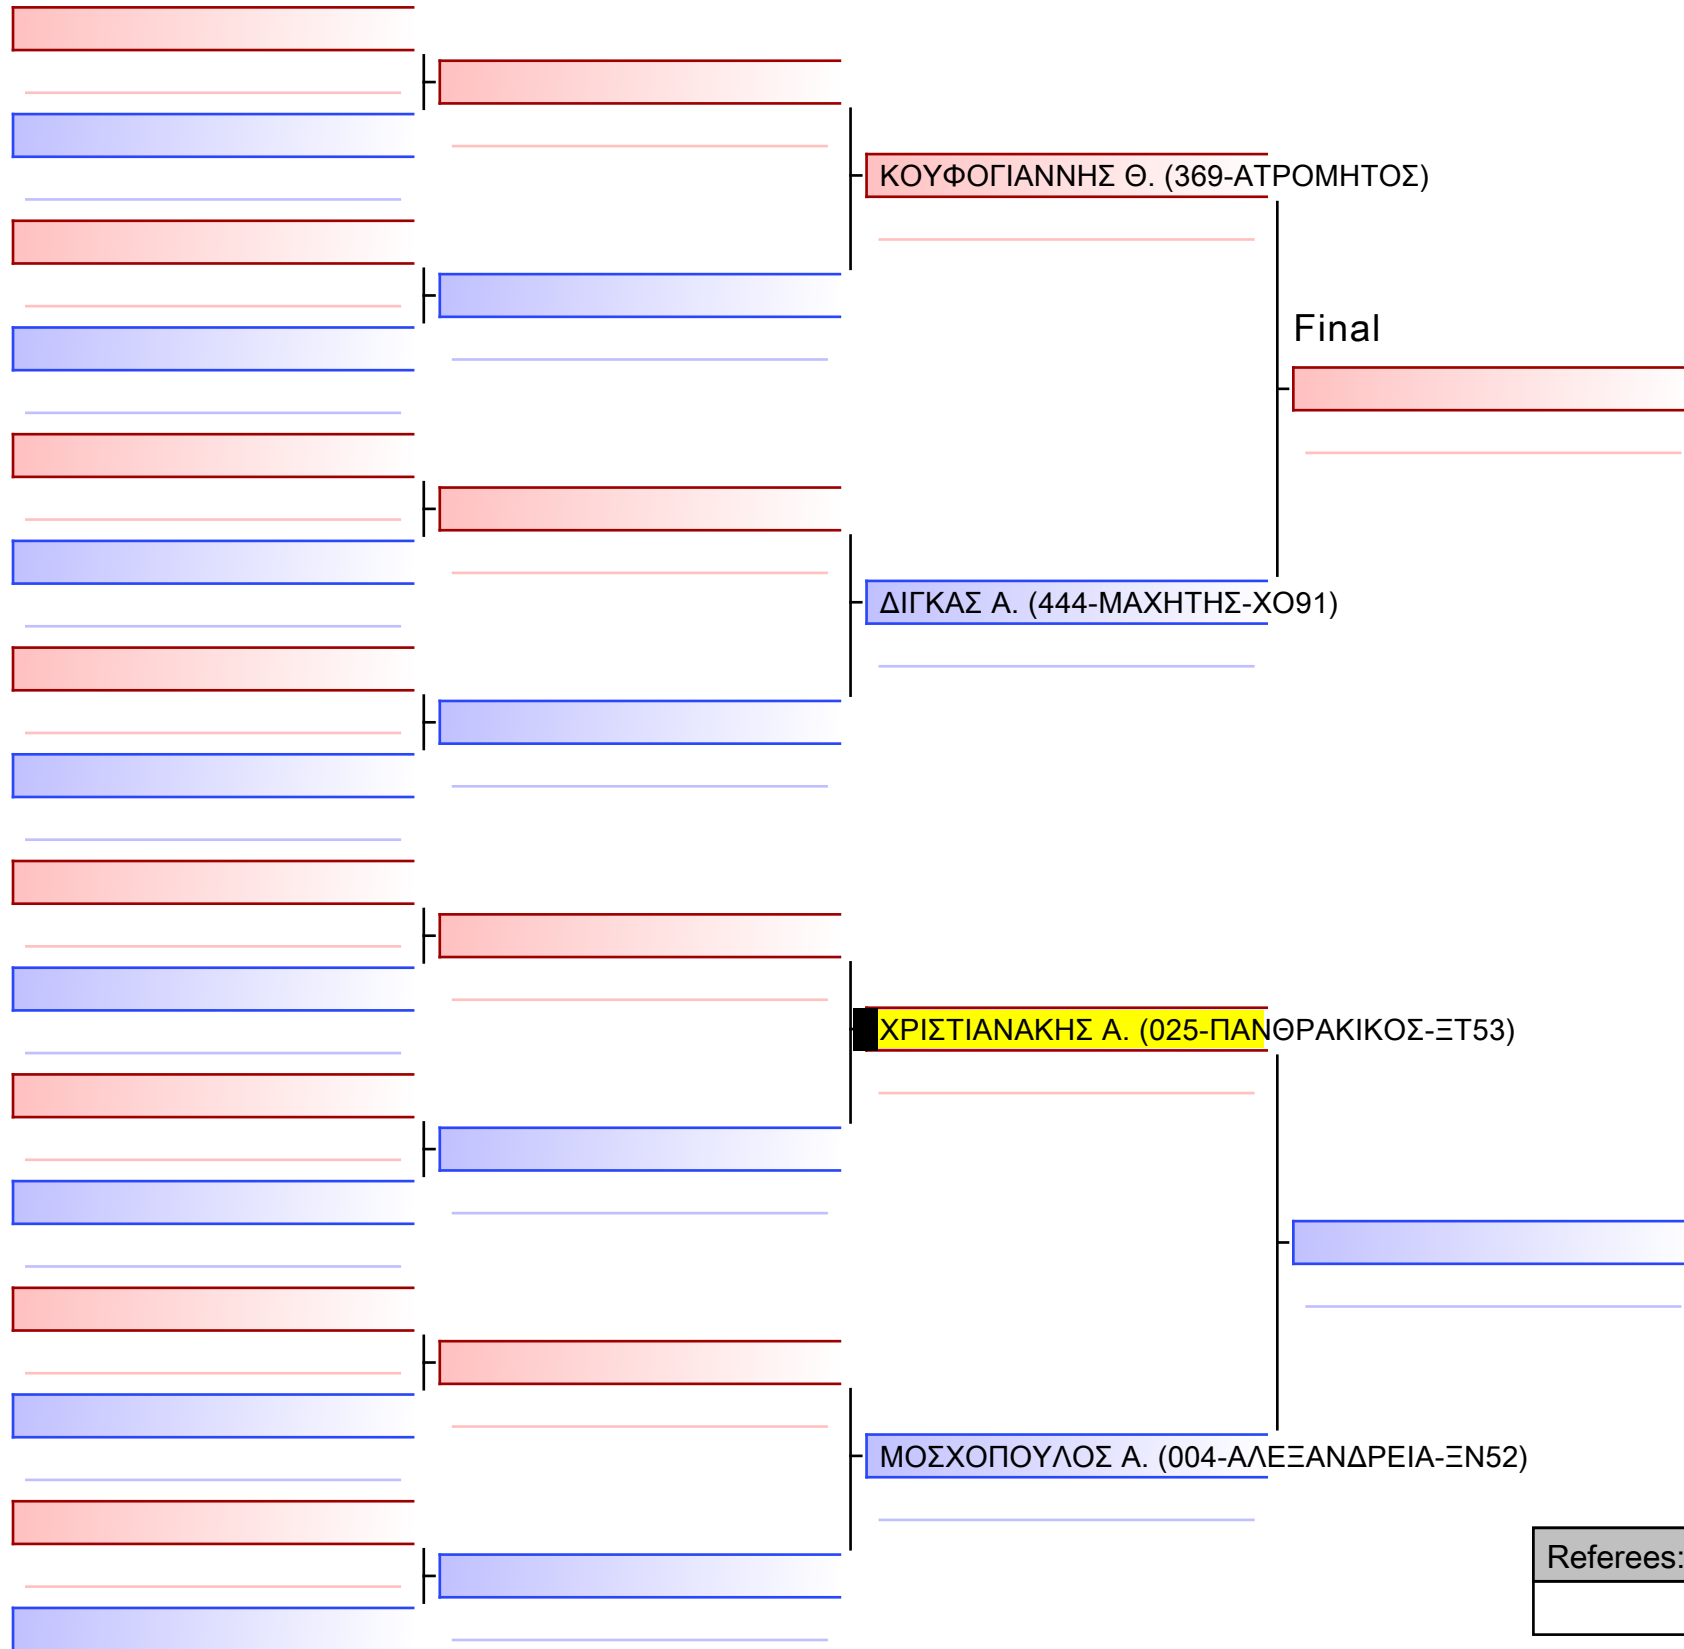 ΚΟΥΦΟΓΙΑΝΝΗΣ Θ. (369-ΑΤΡΟΜΗΤΟΣ)
Final
ΔΙΓΚΑΣ Α. (444-ΜΑΧΗΤΗΣ-ΧΟ91)
ΧΡΙΣΤΙΑΝΑΚΗΣ Α. (025-ΠΑΝΘΡΑΚΙΚΟΣ-ΞΤ53)
ΜΟΣΧΟΠΟΥΛΟΣ Α. (004-ΑΛΕΞΑΝΔΡΕΙΑ-ΞΝ52)
Referees: